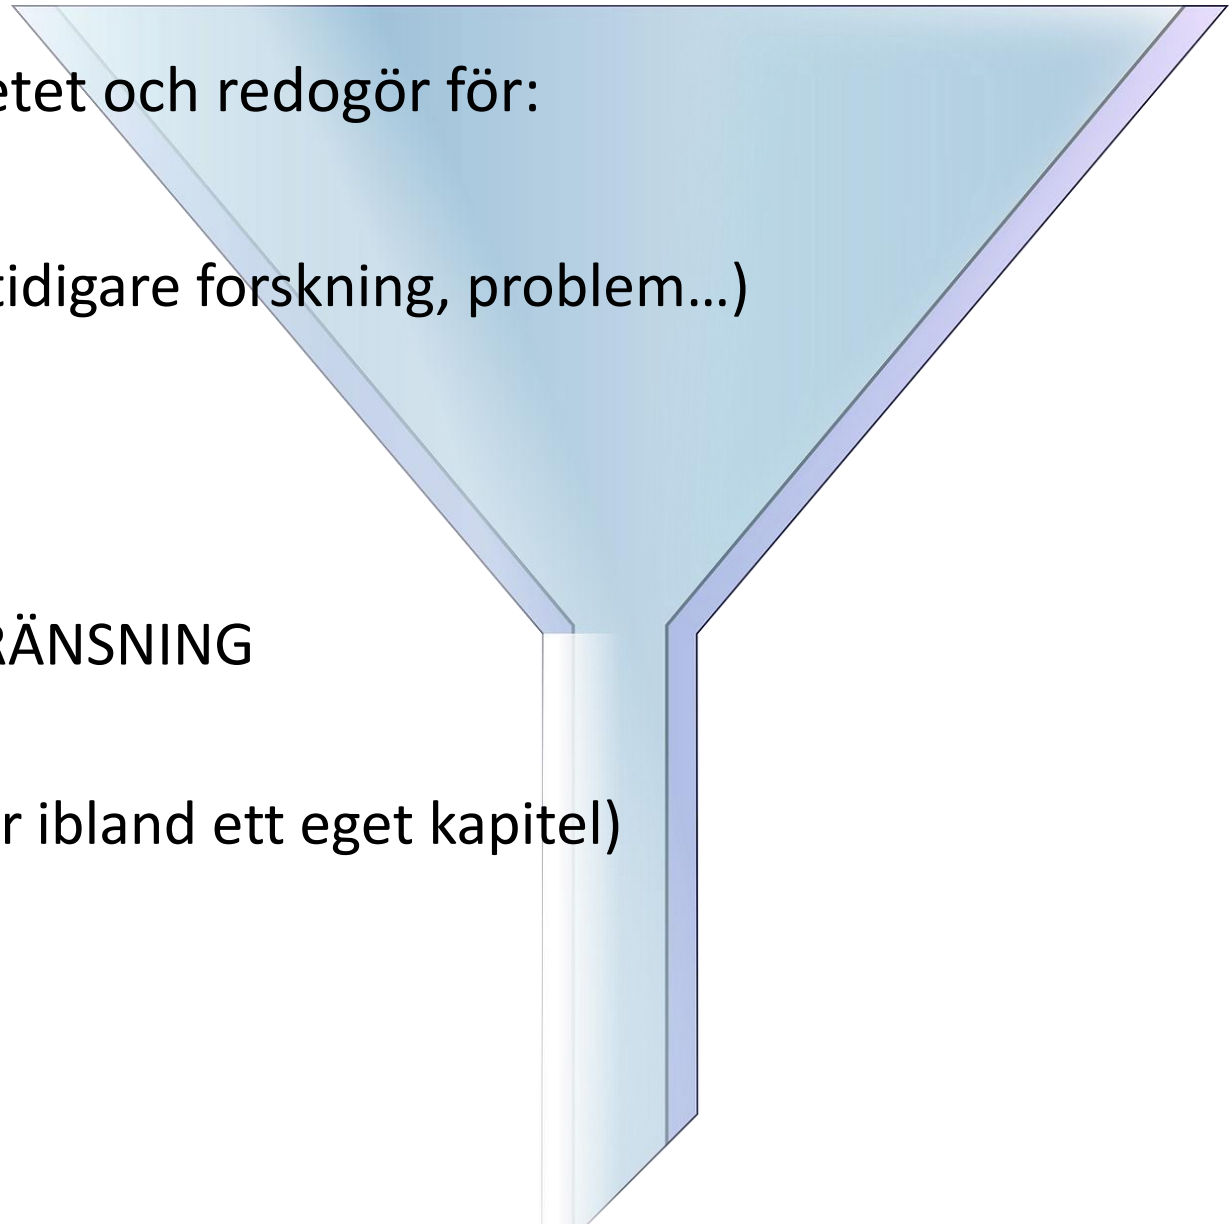 etet och redogör för:
tidigare forskning, problem…)
RÄNSNING
r ibland ett eget kapitel)